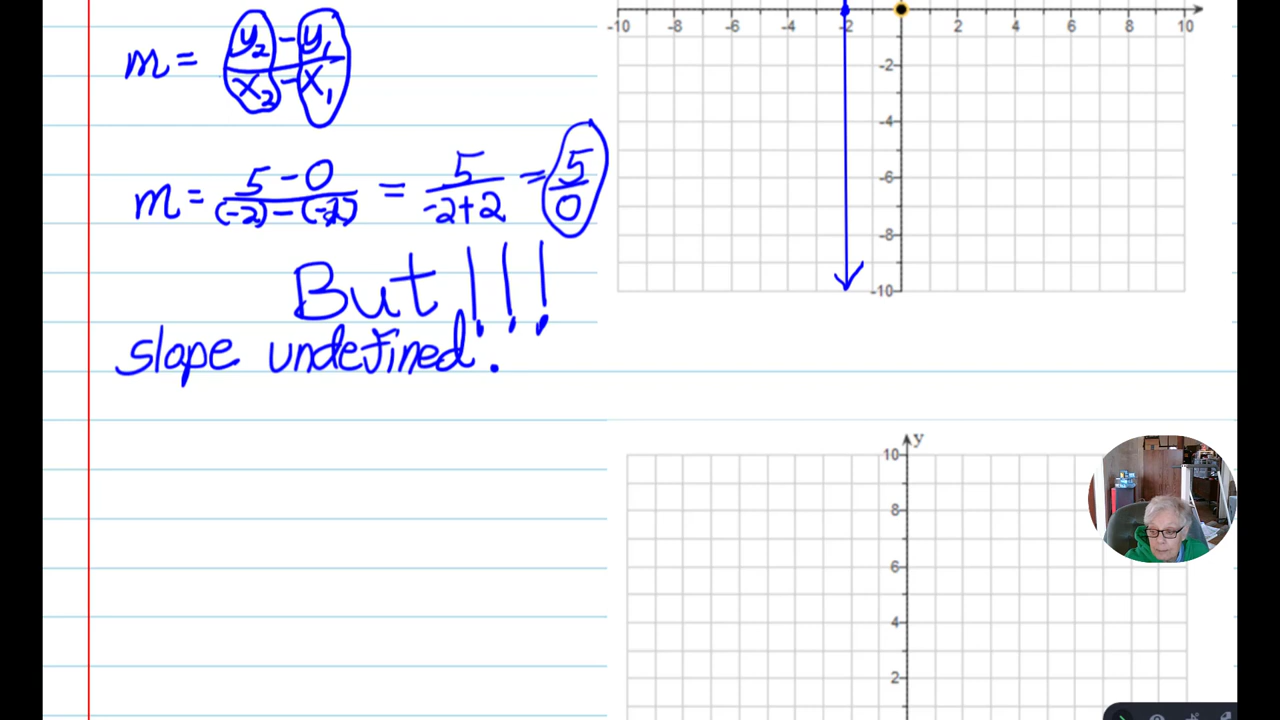 m = y₂ - y₁ / x₂ - x₁
m = 5 - 0 / (-2) - (-2) = 5 / -2 + 2 = 5 / 0
But !!!
slope undefined.
-10 -8 -6 -4 -2 2 4 6 8 10
-2
-4
-6
-8
-10
y
10
8
6
4
2